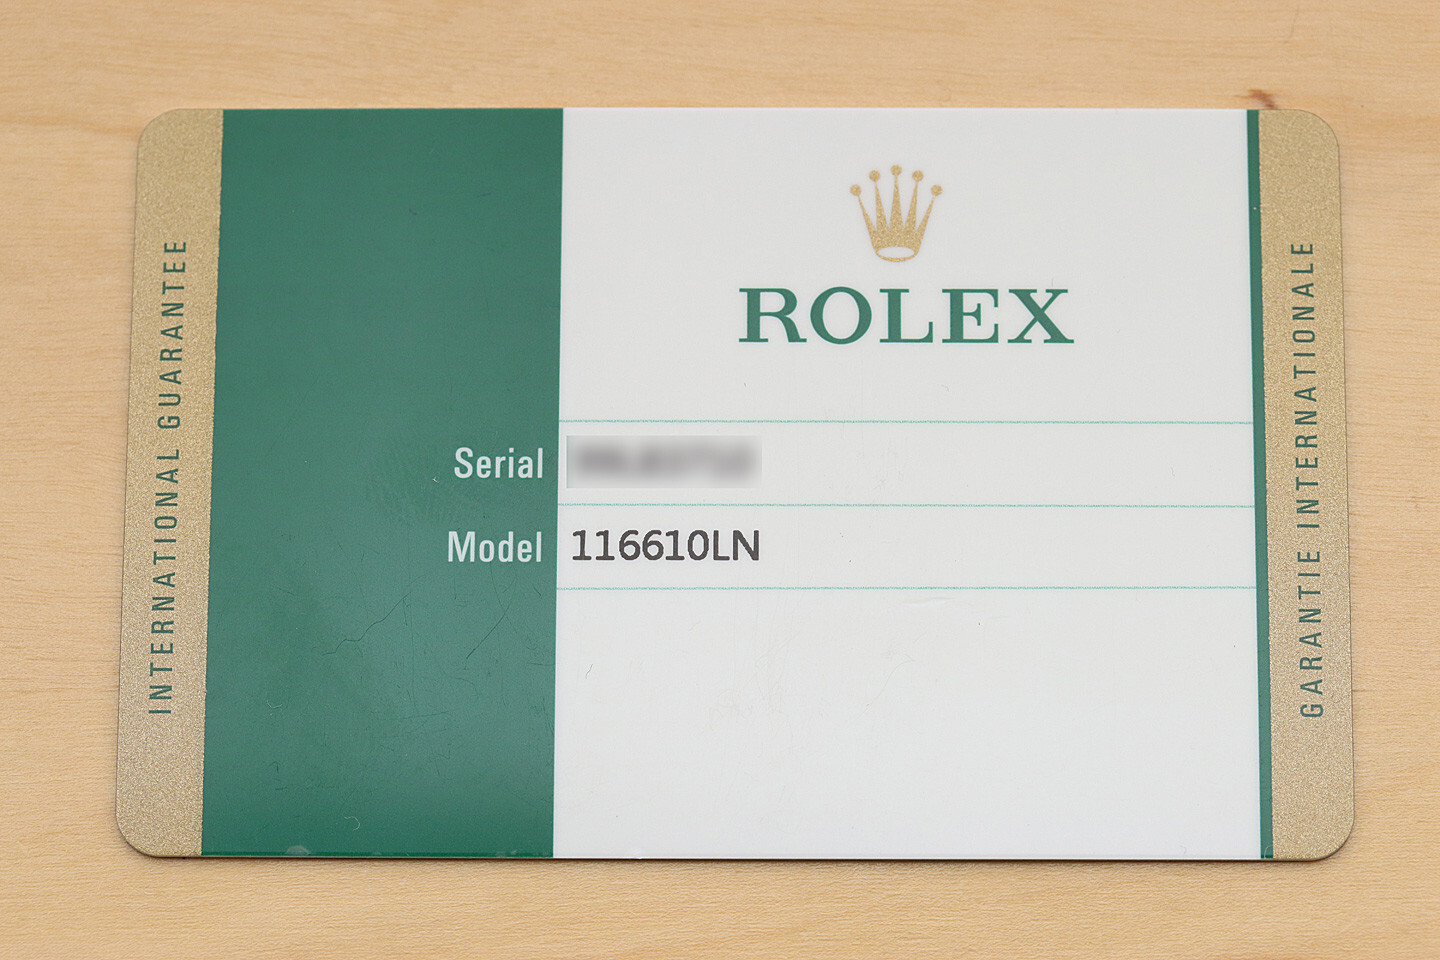 INTERNATIONAL GUARANTEE
ROLEX
Serial
Model 116610LN
GARANTIE INTERNATIONALE